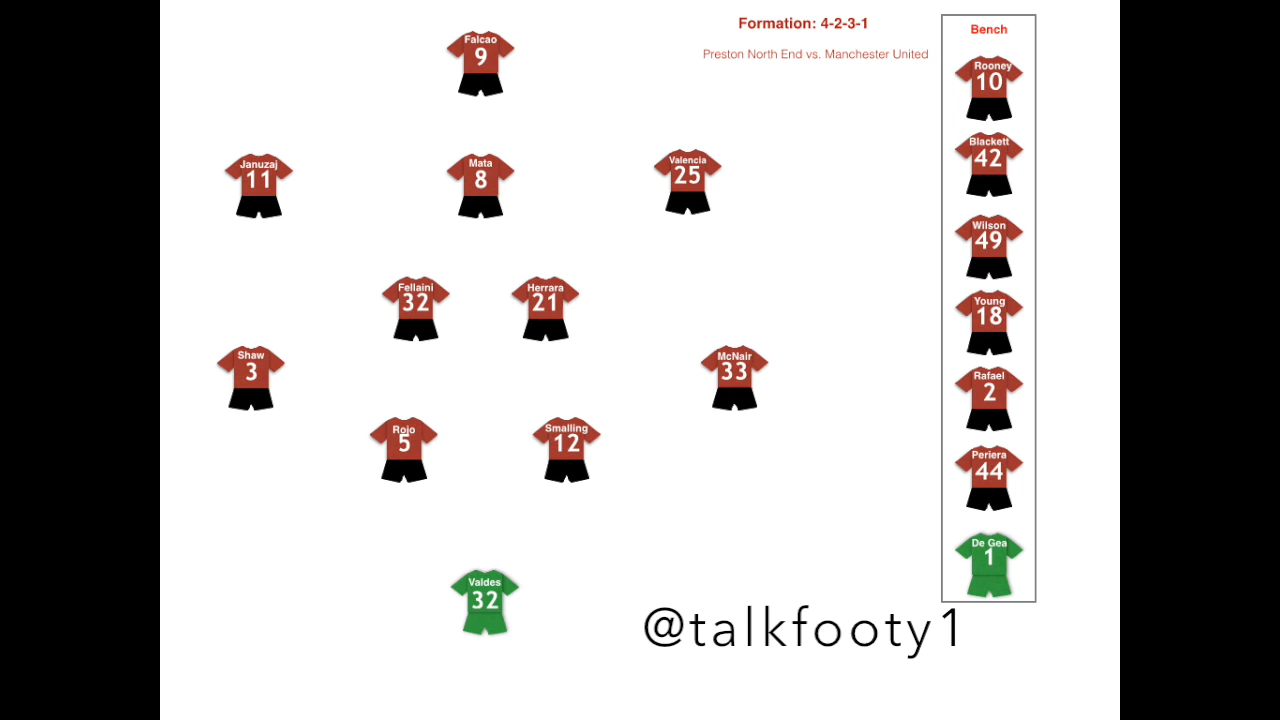 Formation: 4-2-3-1
Preston North End vs. Manchester United
Bench
Falcao
9
Januzaj
11
Mata
8
Valencia
25
Fellaini
32
Herrara
21
Shaw
3
McNair
33
Rojo
5
Smalling
12
Valdes
32
Rooney
10
Blackett
42
Wilson
49
Young
18
Rafael
2
Periera
44
De Gea
1
@talkfooty1